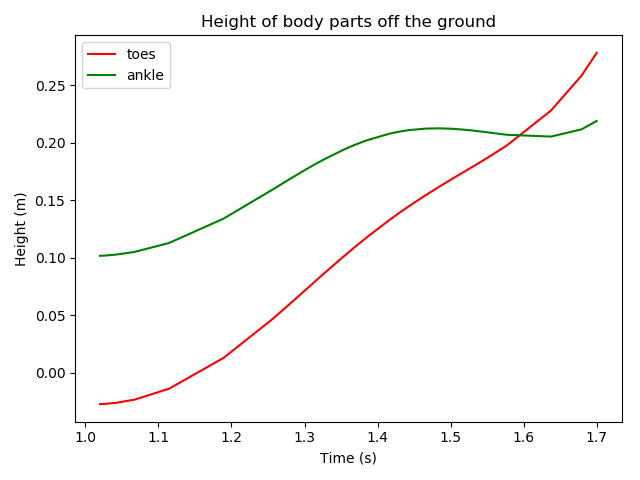 Height of body parts off the ground
toes
ankle
Height (m)
0.25
0.20
0.15
0.10
0.05
0.00
1.0 1.1 1.2 1.3 1.4 1.5 1.6 1.7
Time (s)